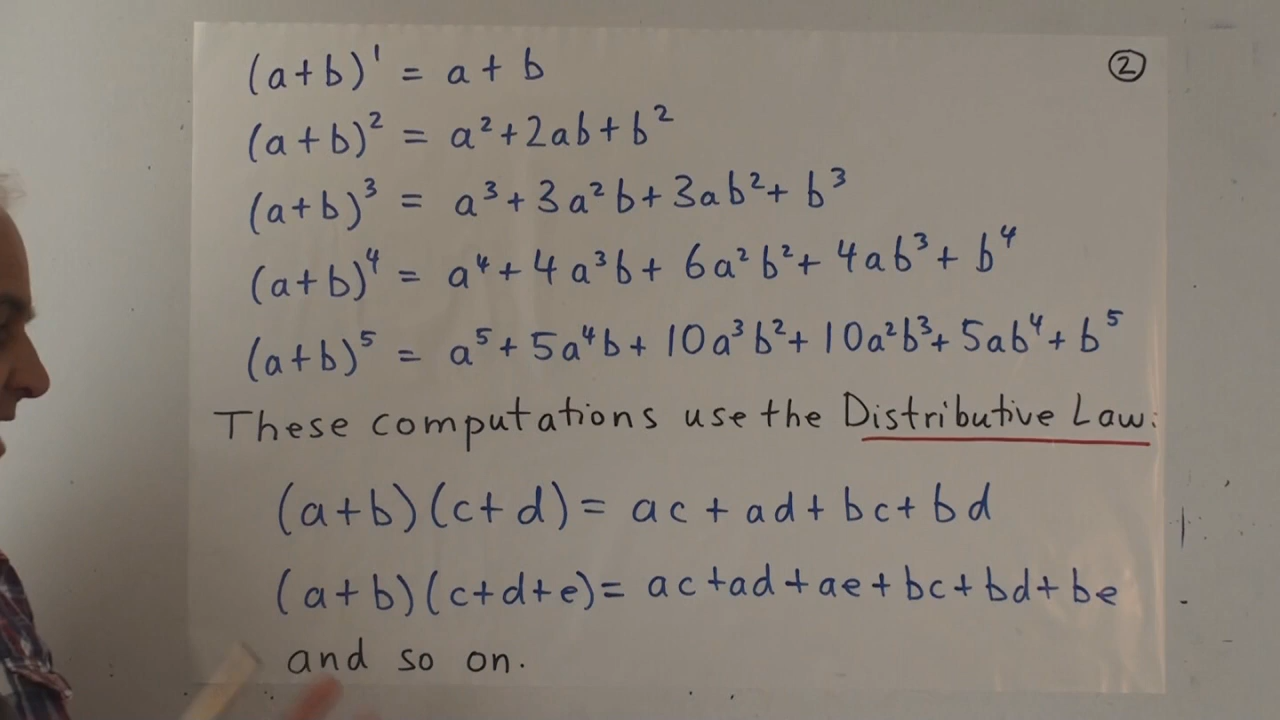 ②
(a+b)¹ = a + b
(a+b)² = a²+2ab+b²
(a+b)³ = a³+3a²b+3ab²+b³
(a+b)⁴ = a⁴+4a³b+6a²b²+4ab³+b⁴
(a+b)⁵ = a⁵+5a⁴b+10a³b²+10a²b³+5ab⁴+b⁵
These computations use the Distributive Law:
(a+b)(c+d) = ac + ad + bc + bd
(a+b)(c+d+e) = ac+ad+ae+bc+bd+be
and so on.